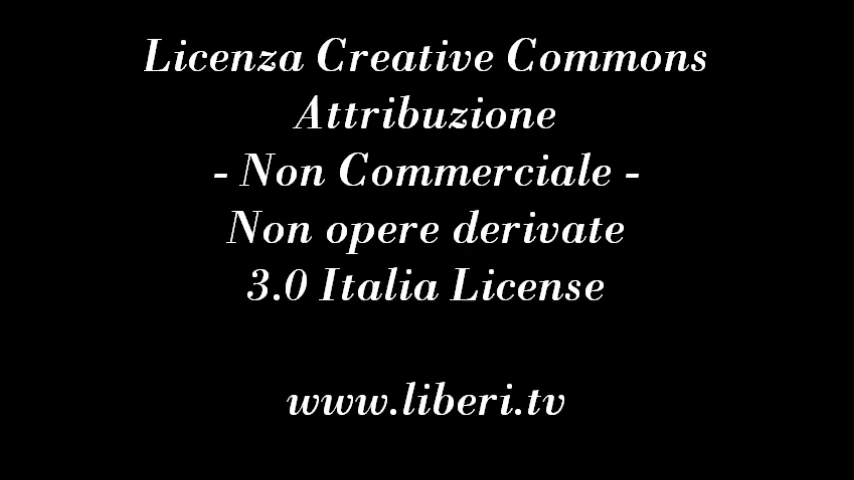 Licenza Creative Commons
Attribuzione
- Non Commerciale -
Non opere derivate
3.0 Italia License
www.liberi.tv